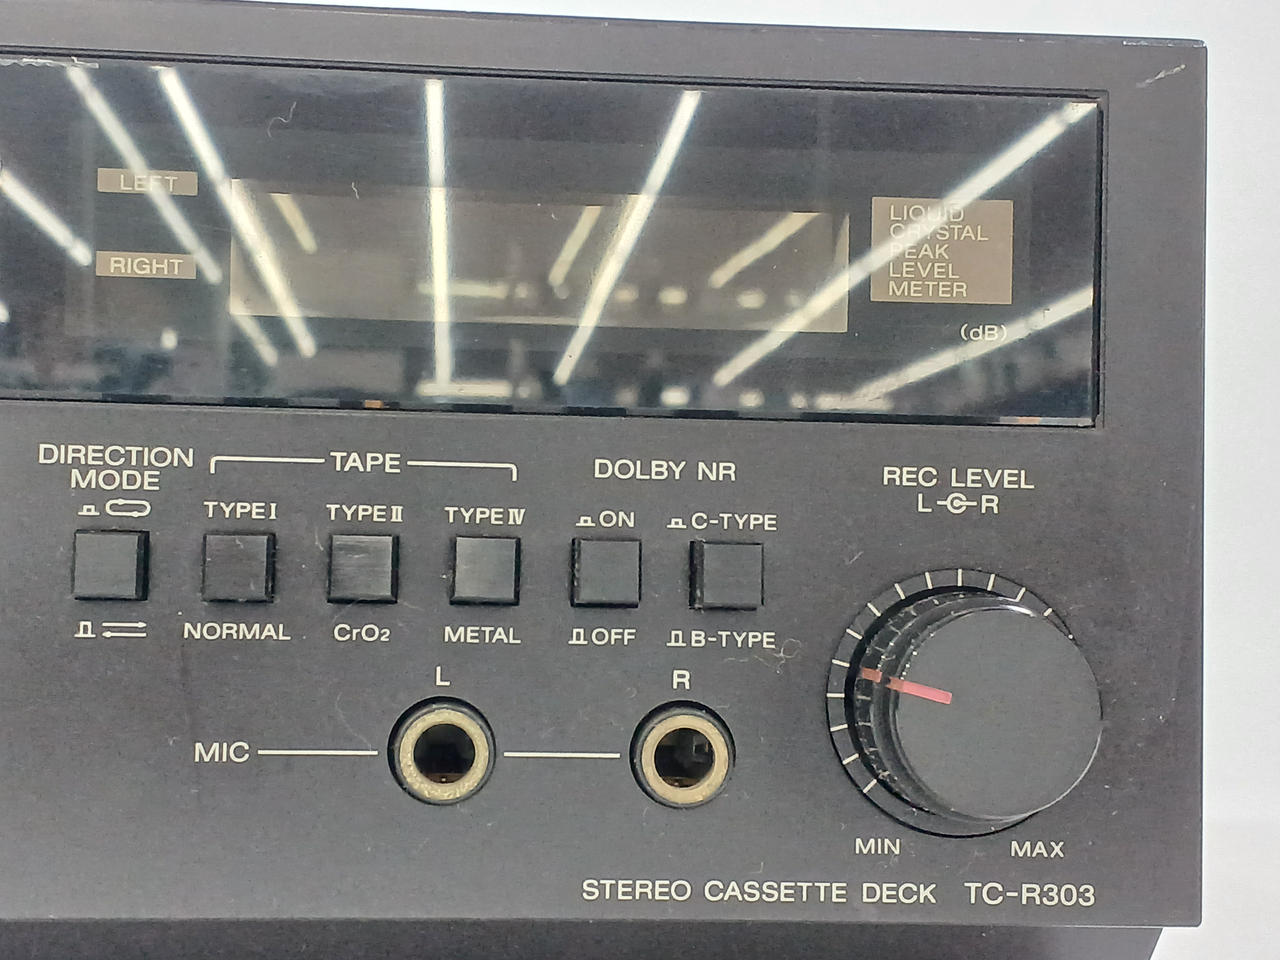 LEFT
RIGHT
LIQUID
CRYSTAL
PEAK
LEVEL
METER
(dB)
DIRECTION
MODE
TAPE
DOLBY NR
REC LEVEL
L R
TYPE I
TYPE II
TYPE IV
ON
C-TYPE
NORMAL
CrO2
METAL
OFF
B-TYPE
L
R
MIC
MIN
MAX
STEREO CASSETTE DECK TC-R303